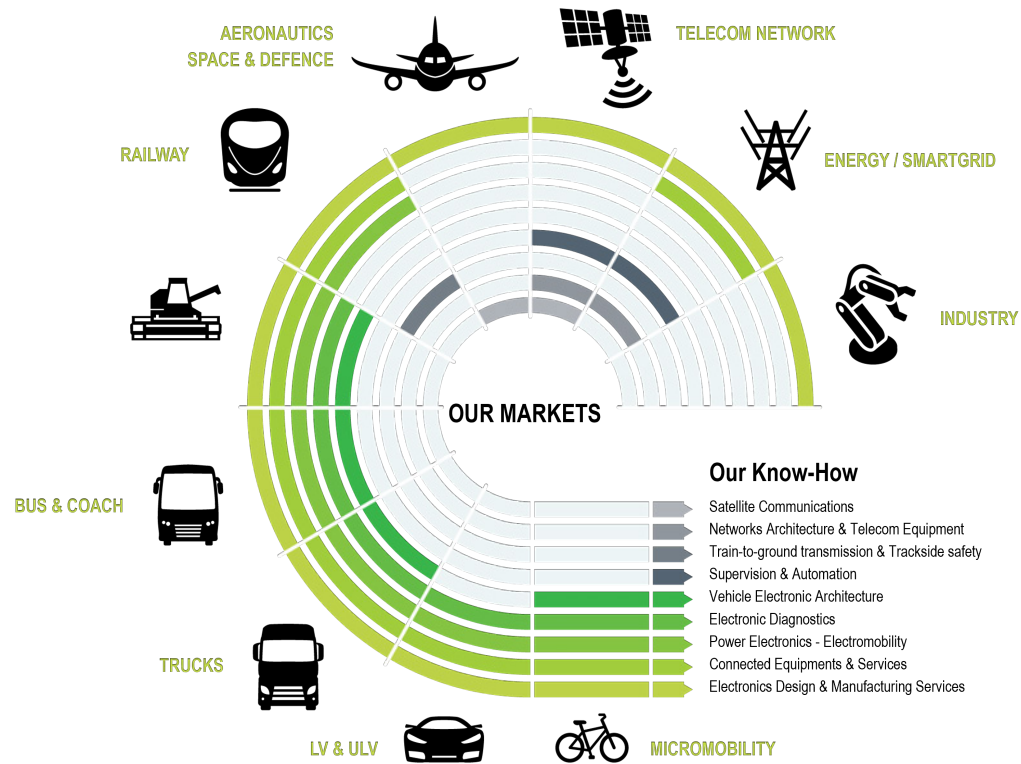 AERONAUTICS
SPACE & DEFENCE
TELECOM NETWORK
RAILWAY
ENERGY / SMARTGRID
INDUSTRY
OUR MARKETS
BUS & COACH
TRUCKS
LV & ULV
MICROMOBILITY
Our Know-How
Satellite Communications
Networks Architecture & Telecom Equipment
Train-to-ground transmission & Trackside safety
Supervision & Automation
Vehicle Electronic Architecture
Electronic Diagnostics
Power Electronics - Electromobility
Connected Equipments & Services
Electronics Design & Manufacturing Services